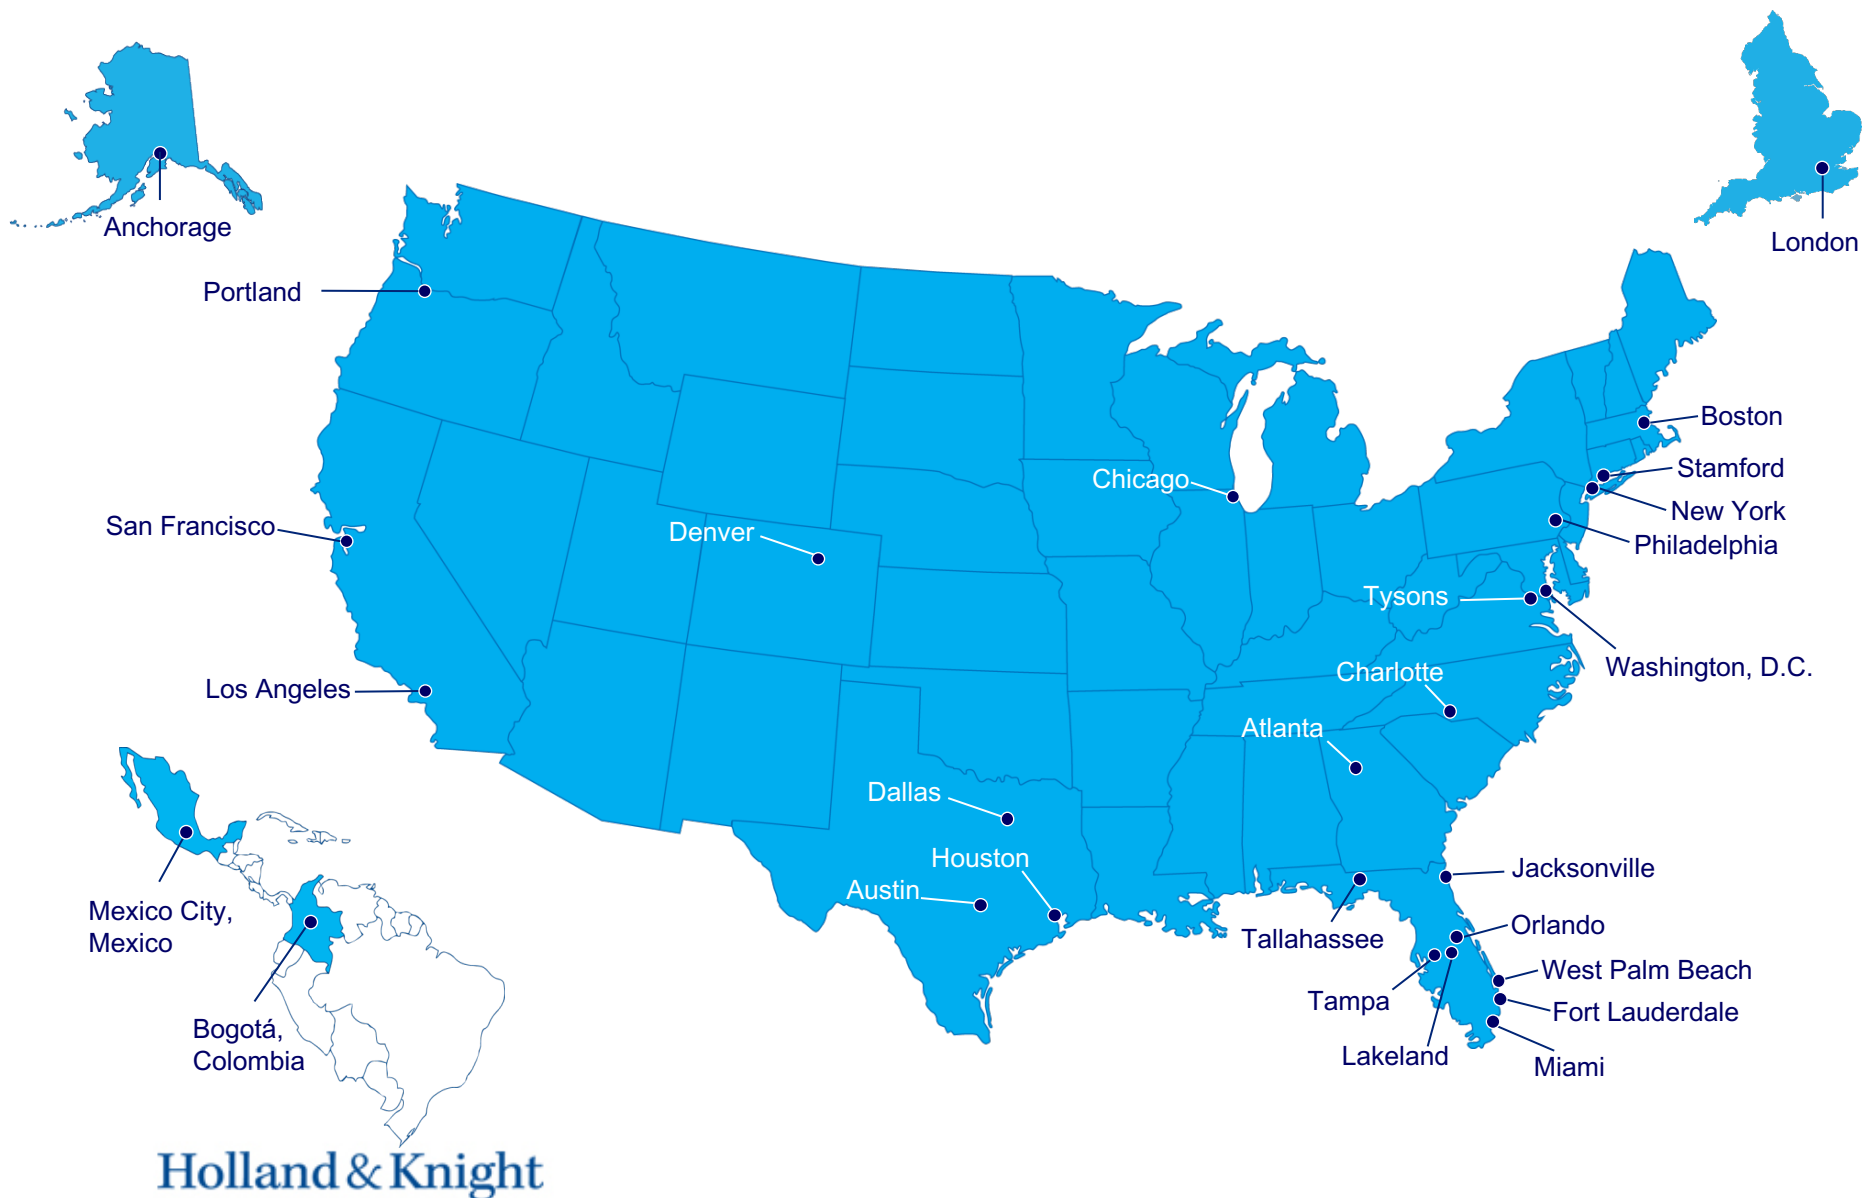 Anchorage
London
Portland
Boston
Stamford
Chicago
New York
San Francisco
Denver
Philadelphia
Tysons
Washington, D.C.
Charlotte
Los Angeles
Atlanta
Dallas
Houston
Jacksonville
Austin
Mexico City,
Mexico
Tallahassee
Orlando
West Palm Beach
Tampa
Fort Lauderdale
Bogotá,
Colombia
Lakeland
Miami
Holland & Knight